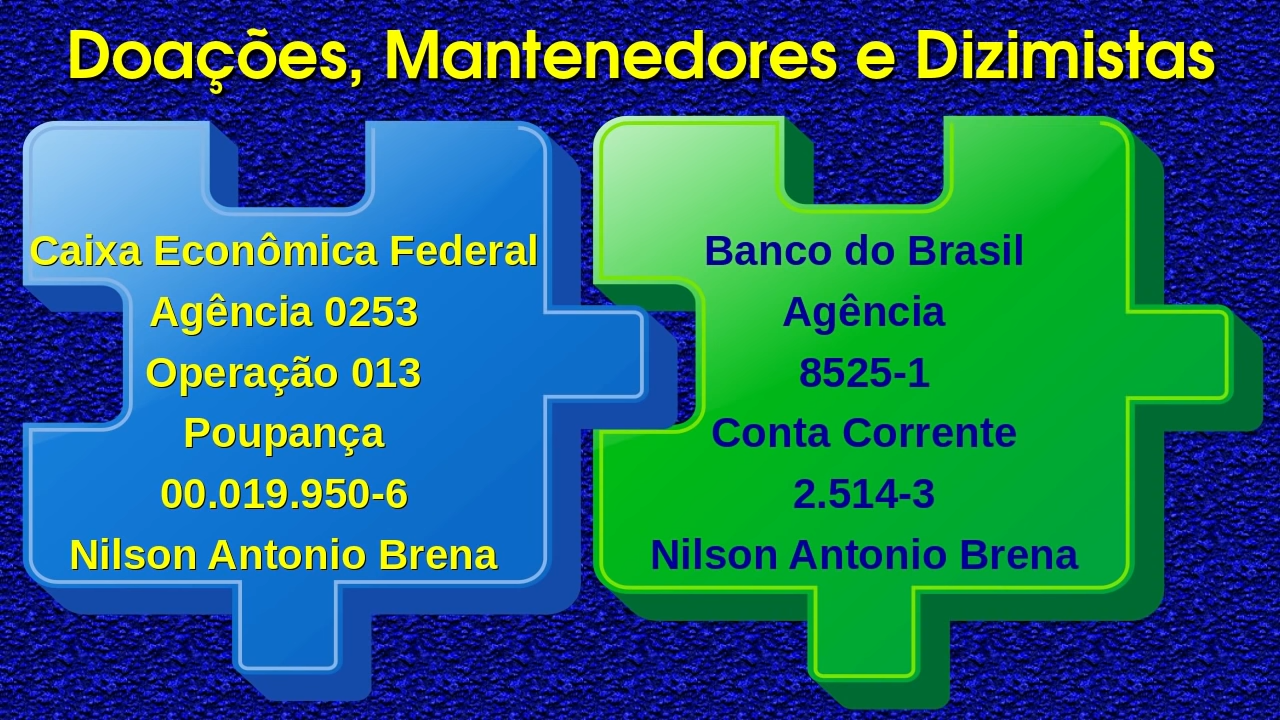 Doações, Mantenedores e Dizimistas
Caixa Econômica Federal
Agência 0253
Operação 013
Poupança
00.019.950-6
Nilson Antonio Brena
Banco do Brasil
Agência
8525-1
Conta Corrente
2.514-3
Nilson Antonio Brena